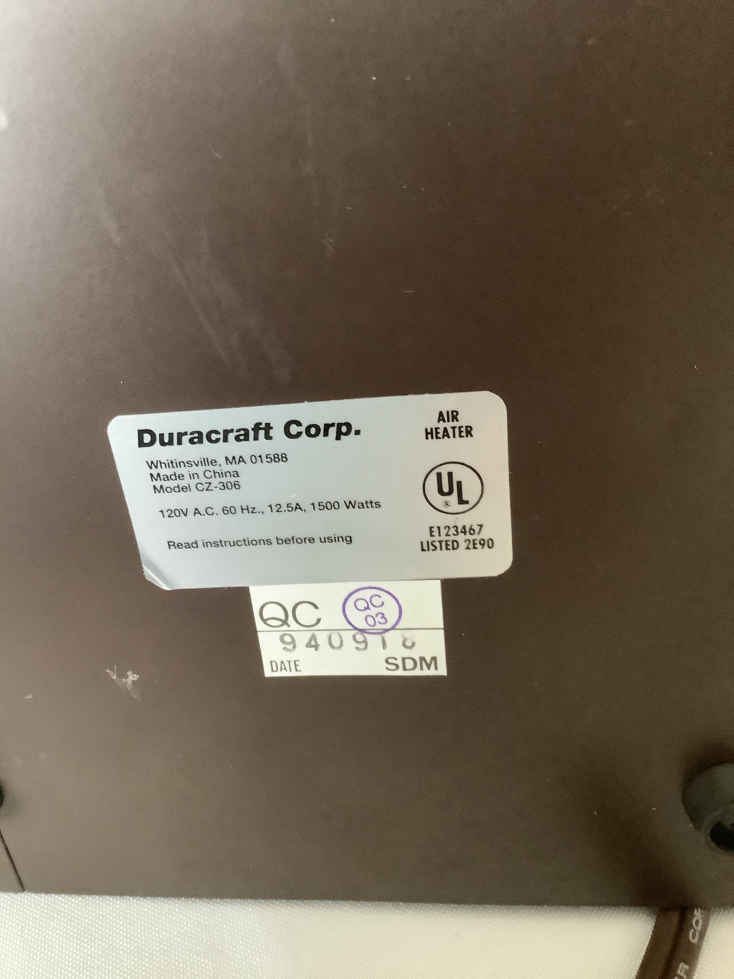 Duracraft Corp.
Whitinsville, MA 01588
Made in China
Model CZ-306
120V A.C. 60 Hz., 12.5A, 1500 Watts
Read instructions before using
AIR
HEATER
UL
®
E123467
LISTED 2E90
QC
QC
03
DATE
SDM